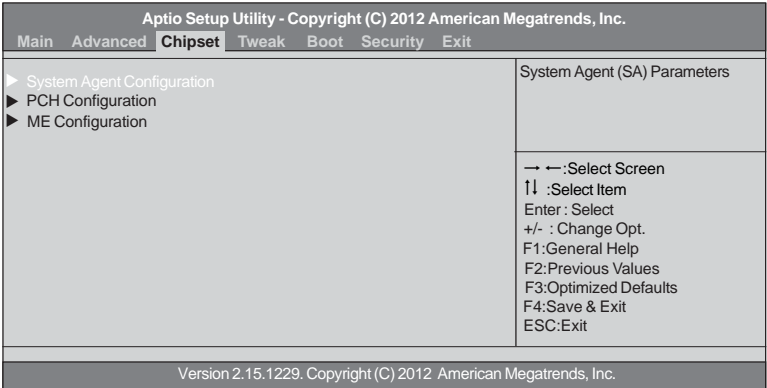 Aptio Setup Utility - Copyright (C) 2012 American Megatrends, Inc.
Main Advanced Chipset Tweak Boot Security Exit
▶ System Agent Configuration
▶ PCH Configuration
▶ ME Configuration
System Agent (SA) Parameters
→ ←:Select Screen
↑↓ :Select Item
Enter : Select
+/- : Change Opt.
F1:General Help
F2:Previous Values
F3:Optimized Defaults
F4:Save & Exit
ESC:Exit
Version 2.15.1229. Copyright (C) 2012 American Megatrends, Inc.